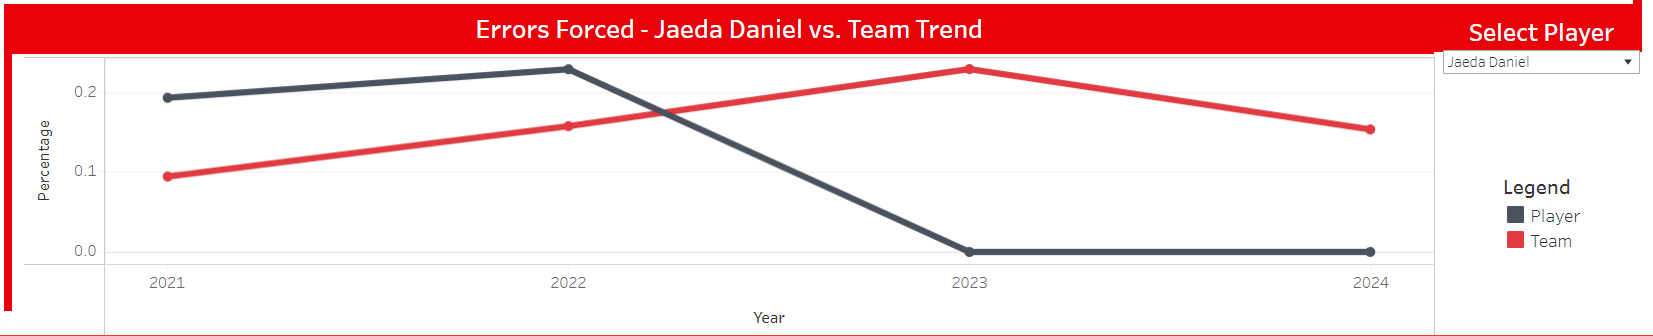 Errors Forced - Jaeda Daniel vs. Team Trend
Select Player
Jaeda Daniel
Percentage
0.2
0.1
0.0
2021 2022 2023 2024
Year
Legend
Player
Team